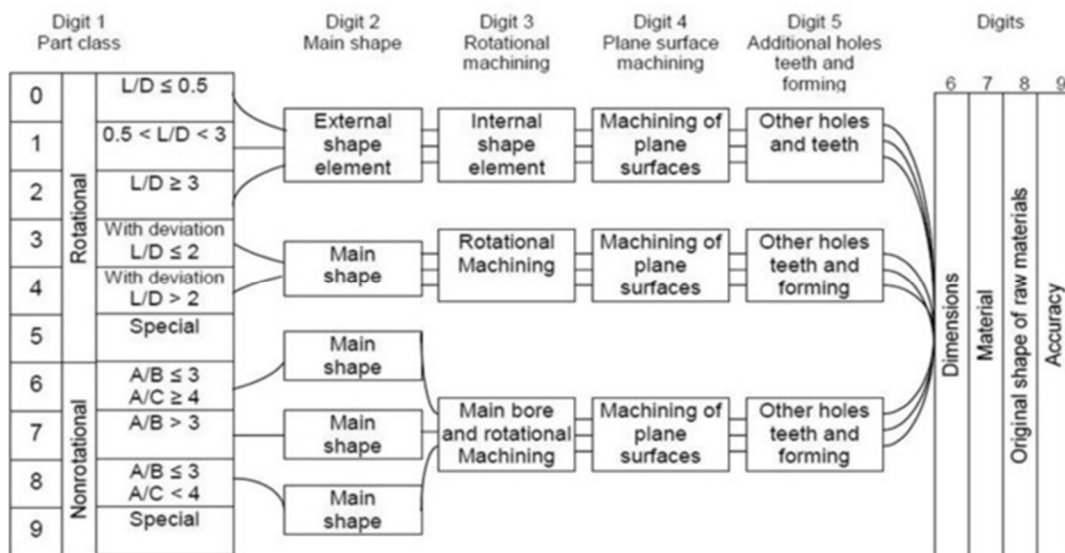 Digit 1
Part class
Digit 2
Main shape
Digit 3
Rotational
machining
Digit 4
Plane surface
machining
Digit 5
Additional holes
teeth and
forming
Digits
6
7
8
9
0
1
2
3
4
5
6
7
8
9
Rotational
Nonrotational
L/D ≤ 0.5
0.5 < L/D < 3
L/D ≥ 3
With deviation
L/D ≤ 2
With deviation
L/D > 2
Special
A/B ≤ 3
A/C ≥ 4
A/B > 3
A/B ≤ 3
A/C < 4
Special
External
shape
element
Internal
shape
element
Machining of
plane
surfaces
Other holes
and teeth
Main
shape
Rotational
Machining
Machining of
plane
surfaces
Other holes
teeth and
forming
Main
shape
Main
shape
Main
shape
Main bore
and rotational
Machining
Machining of
plane
surfaces
Other holes
teeth and
forming
Dimensions
Material
Original shape of raw materials
Accuracy